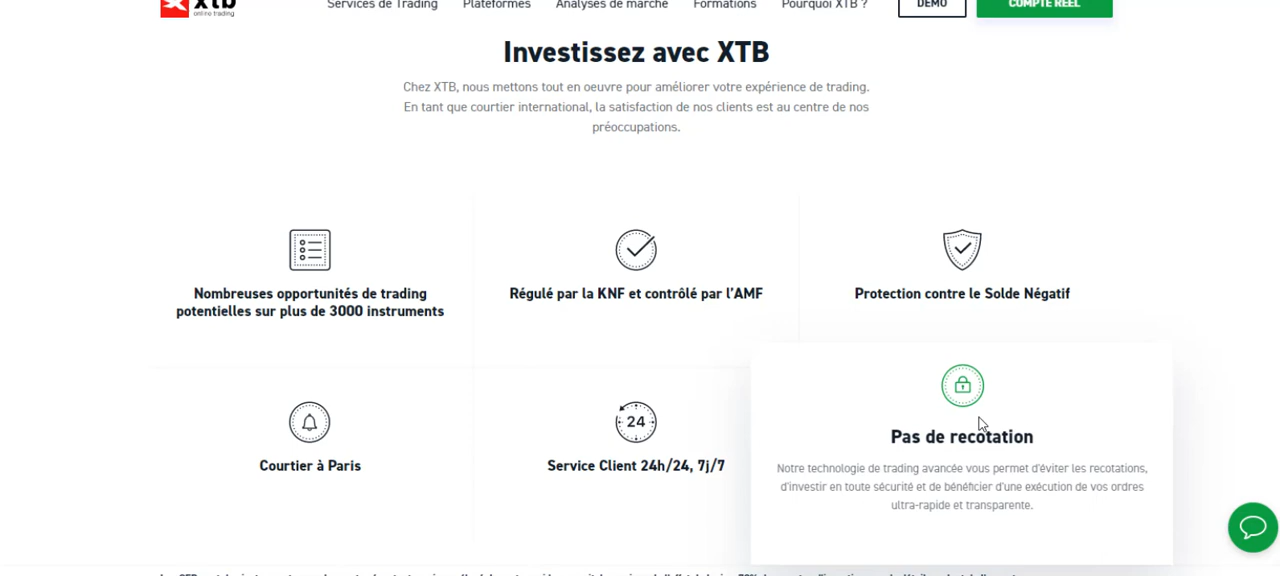 xtb
online trading
Services de Trading Plateformes Analyses de marché Formations Pourquoi XTB ? DEMO COMPTE REEL
Investissez avec XTB
Chez XTB, nous mettons tout en oeuvre pour améliorer votre expérience de trading.
En tant que courtier international, la satisfaction de nos clients est au centre de nos
préoccupations.
Nombreuses opportunités de trading
potentielles sur plus de 3000 instruments
Régulé par la KNF et contrôlé par l'AMF
Protection contre le Solde Négatif
Courtier à Paris
24
Service Client 24h/24, 7j/7
Pas de recotation
Notre technologie de trading avancée vous permet d'éviter les recotations,
d'investir en toute sécurité et de bénéficier d'une exécution de vos ordres
ultra-rapide et transparente.